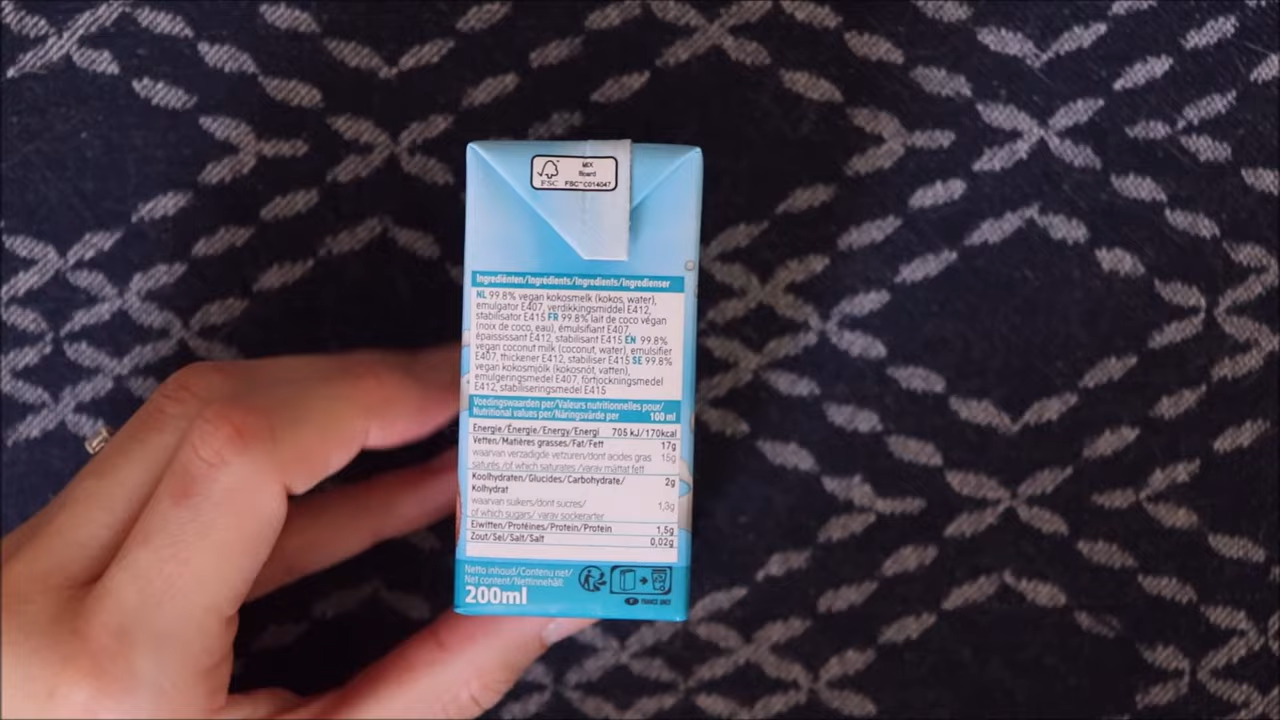 MIX
Board
FSC FSC™ C014047
Ingrediënten/Ingrédients/Ingredients/Ingredienser
NL 99.8% vegan kokosmelk (kokos, water),
emulgator E407, verdikkingsmiddel E412,
stabilisator E415 FR 99.8% lait de coco végan
(noix de coco, eau), émulsifiant E407,
épaississant E412, stabilisant E415 EN 99.8%
vegan coconut milk (coconut, water), emulsifier
E407, thickener E412, stabiliser E415 SE 99.8%
vegan kokosmjölk (kokosnöt, vatten),
emulgeringsmedel E407, förtjockningsmedel
E412, stabiliseringsmedel E415
Voedingswaarden per/Valeurs nutritionnelles pour/
Nutritional values per/Näringsvärde per 100 ml
Energie/Énergie/Energy/Energi 705 kJ/170kcal
Vetten/Matières grasses/Fat/Fett 17g
waarvan verzadigde vetzuren/dont acides gras 15g
saturés /of which saturates /varav mättat fett
Koolhydraten/Glucides/Carbohydrate/ 2g
Kolhydrat
waarvan suikers/dont sucres/ 1,3g
of which sugars/ varav sockerarter
Eiwitten/Protéines/Protein/Protein 1,5g
Zout/Sel/Salt/Salt 0,02g
Netto inhoud/Contenu net/
Net content/Nettinnehåll:
200ml